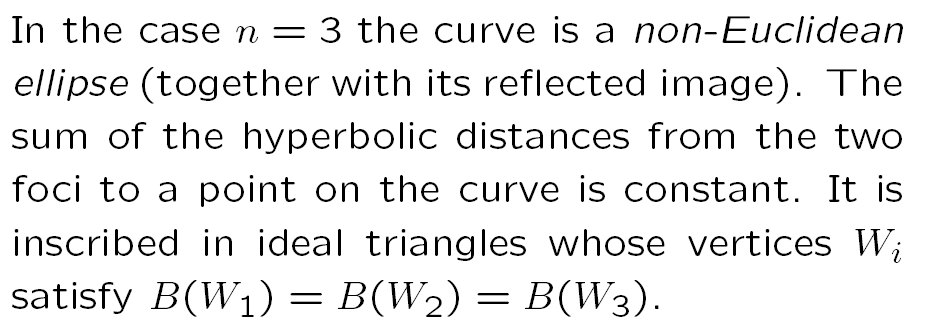 In the case n = 3 the curve is a non-Euclidean
ellipse (together with its reflected image). The
sum of the hyperbolic distances from the two
foci to a point on the curve is constant. It is
inscribed in ideal triangles whose vertices W_i
satisfy B(W_1) = B(W_2) = B(W_3).